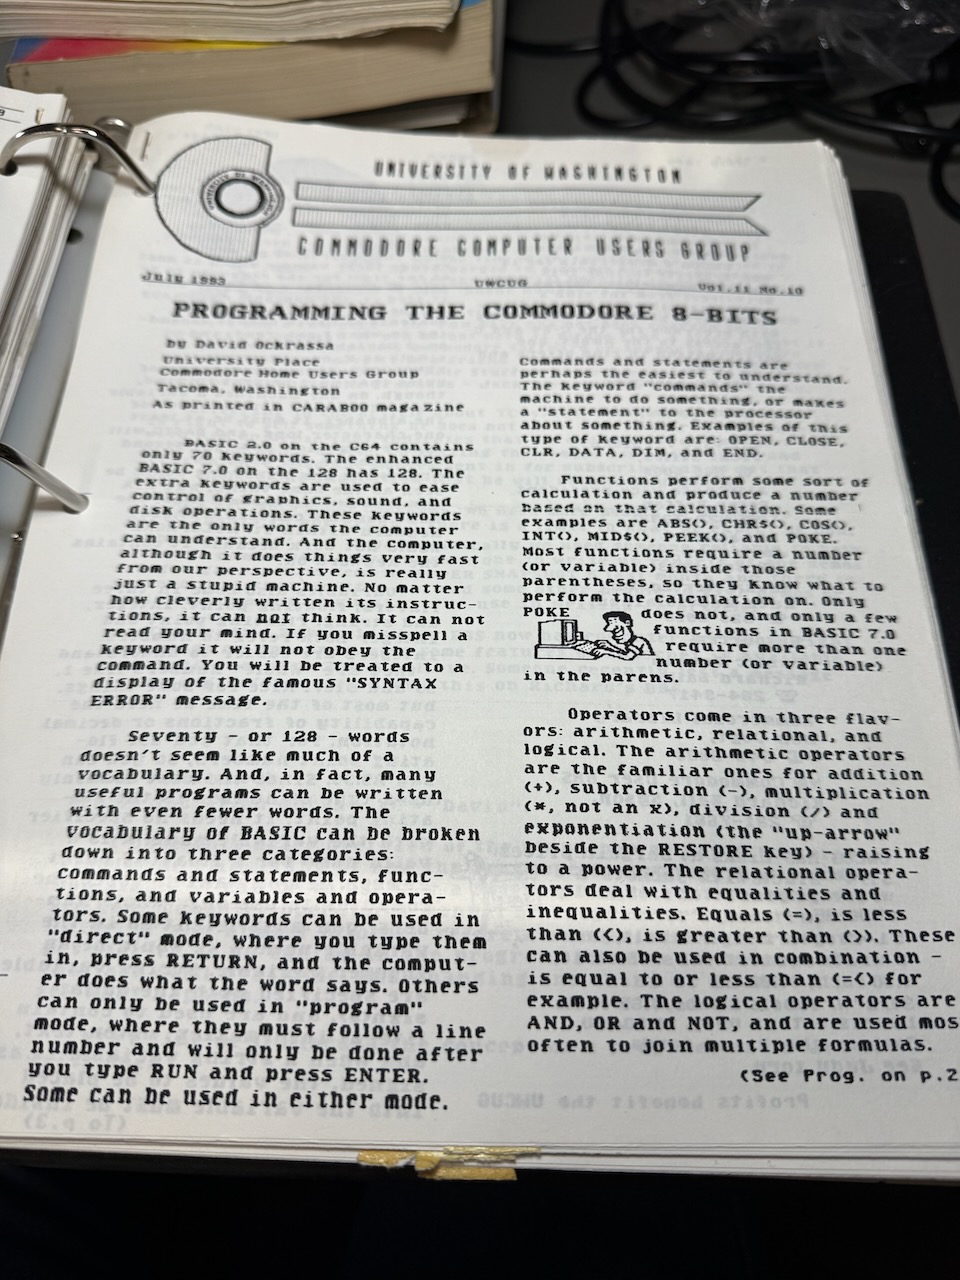 UNIVERSITY OF WASHINGTON
COMMODORE COMPUTER USERS GROUP
July 1993
UWCUG
Vol.11 No.10
PROGRAMMING THE COMMODORE 8-BITS
by David Ockrassa
University Place
Commodore Home Users Group
Tacoma, Washington
As printed in CARABOO magazine
BASIC 2.0 on the C64 contains
only 70 keywords. The enhanced
BASIC 7.0 on the 128 has 128. The
extra keywords are used to ease
control of graphics, sound, and
disk operations. These keywords
are the only words the computer
can understand. And the computer,
although it does things very fast
from our perspective, is really
just a stupid machine. No matter
how cleverly written its instruc-
tions, it can not think. It can not
read your mind. If you misspell a
keyword it will not obey the
command. You will be treated to a
display of the famous "SYNTAX
ERROR" message.
Seventy - or 128 - words
doesn't seem like much of a
vocabulary. And, in fact, many
useful programs can be written
with even fewer words. The
vocabulary of BASIC can be broken
down into three categories:
commands and statements, func-
tions, and variables and opera-
tors. Some keywords can be used in
"direct" mode, where you type them
in, press RETURN, and the comput-
er does what the word says. Others
can only be used in "program"
mode, where they must follow a line
number and will only be done after
you type RUN and press ENTER.
Some can be used in either mode.
Commands and statements are
perhaps the easiest to understand.
The keyword "commands" the
machine to do something, or makes
a "statement" to the processor
about something. Examples of this
type of keyword are: OPEN, CLOSE,
CLR, DATA, DIM, and END.
Functions perform some sort of
calculation and produce a number
based on that calculation. Some
examples are ABS(), CHR$(), COS(),
INT(), MID$(), PEEK(), and POKE.
Most functions require a number
(or variable) inside those
parentheses, so they know what to
perform the calculation on. Only
POKE does not, and only a few
functions in BASIC 7.0
require more than one
number (or variable)
in the parens.
Operators come in three flav-
ors: arithmetic, relational, and
logical. The arithmetic operators
are the familiar ones for addition
(+), subtraction (-), multiplication
(*, not an x), division (/) and
exponentiation (the "up-arrow"
beside the RESTORE key) - raising
to a power. The relational opera-
tors deal with equalities and
inequalities. Equals (=), is less
than (<), is greater than (>). These
can also be used in combination -
is equal to or less than (=<) for
example. The logical operators are
AND, OR and NOT, and are used mos
often to join multiple formulas.
(See Prog. on p.2